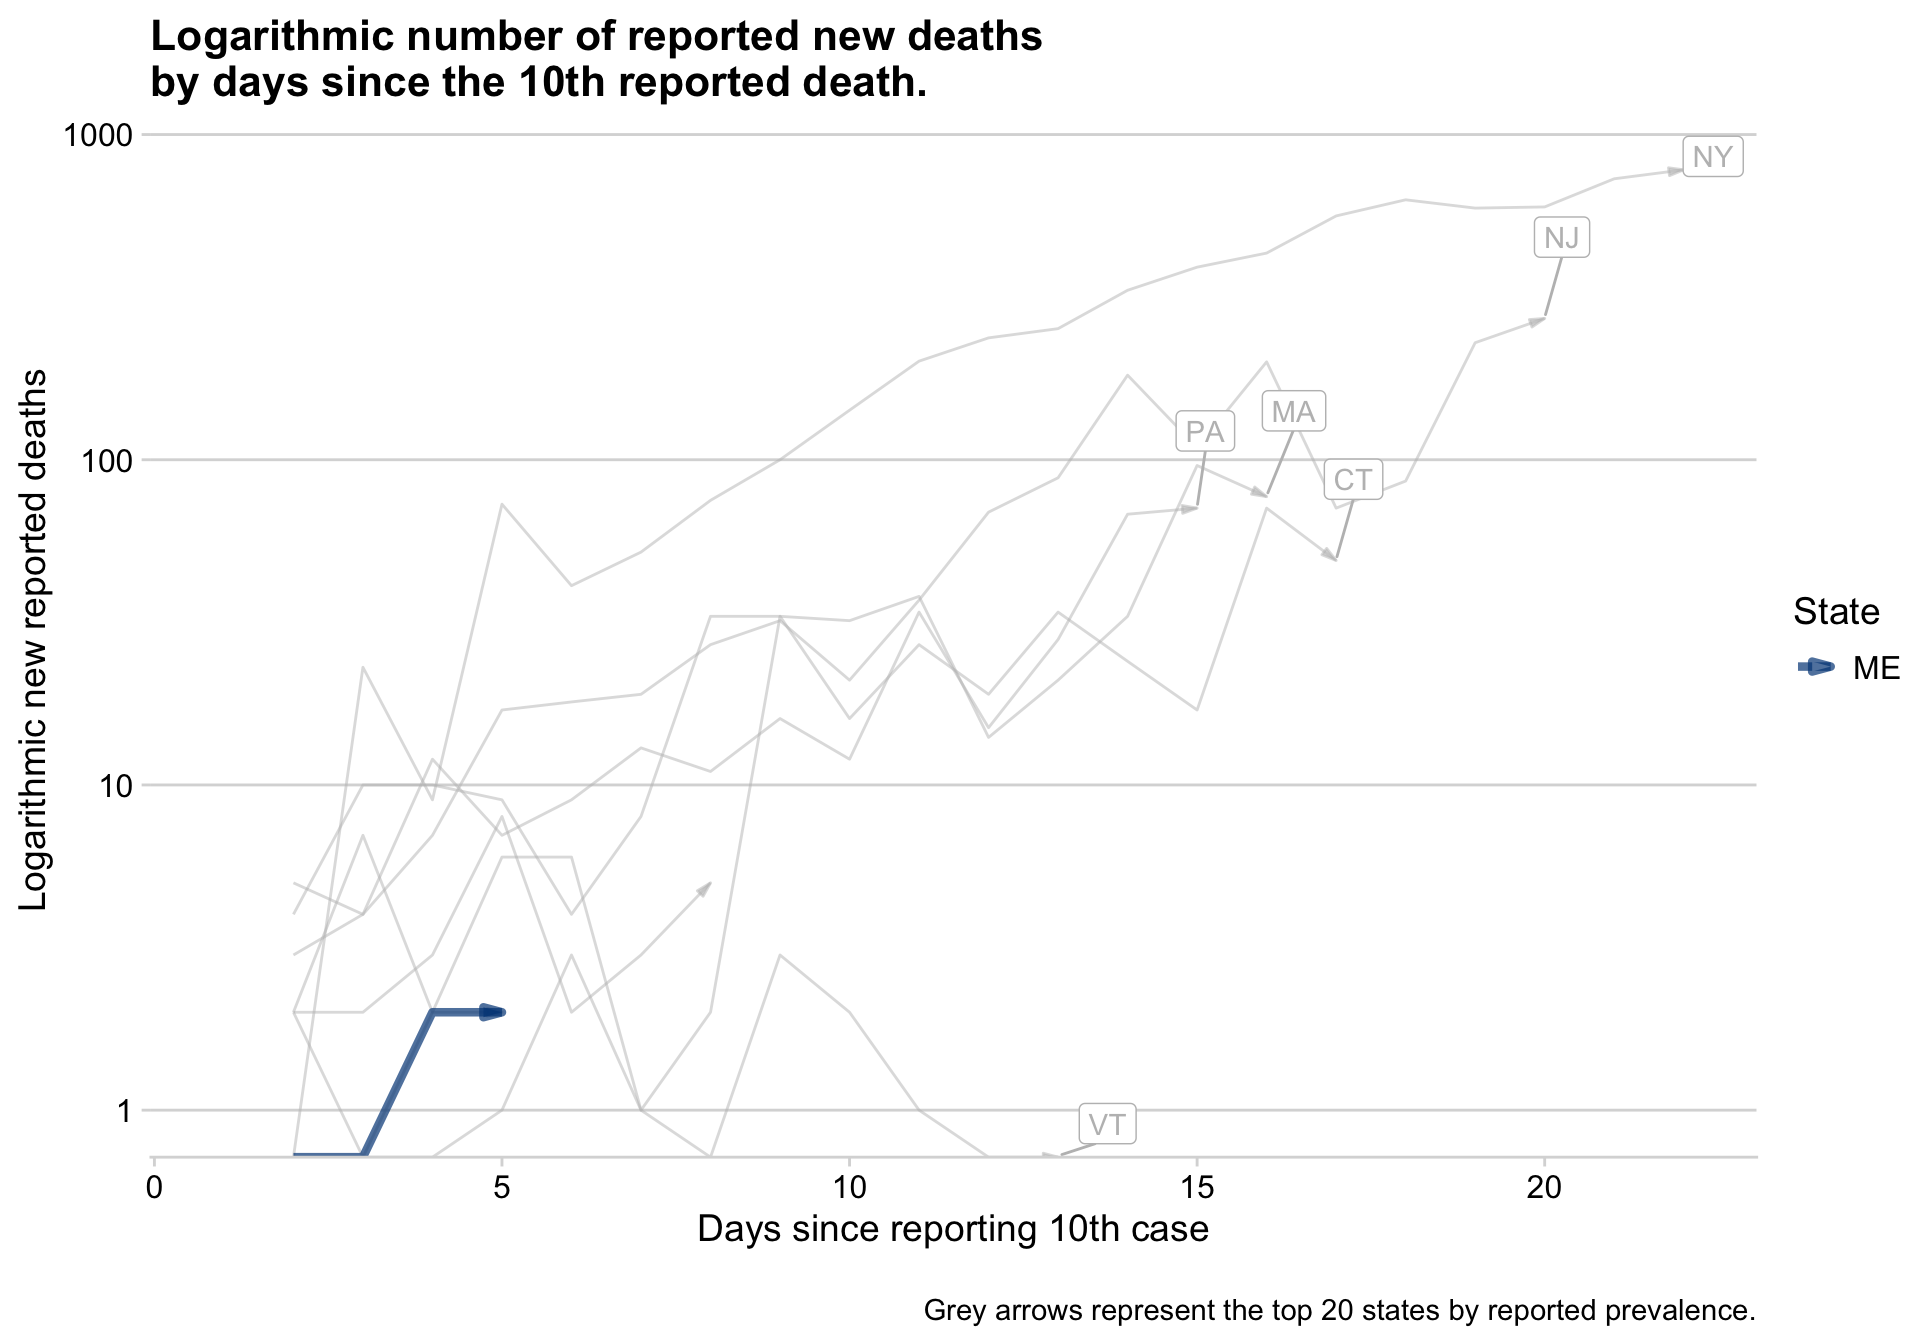 Logarithmic number of reported new deaths
by days since the 10th reported death.
Logarithmic new reported deaths
1000
100
10
1
NY
NJ
MA
PA
CT
VT
State
ME
0 5 10 15 20
Days since reporting 10th case
Grey arrows represent the top 20 states by reported prevalence.